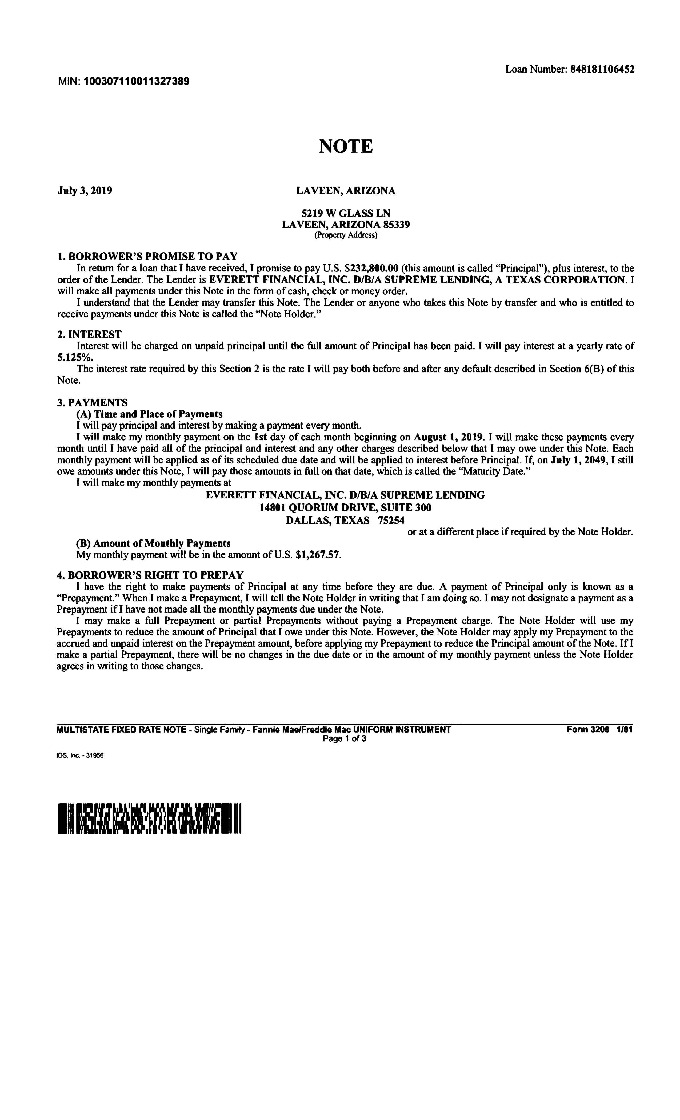 Loan Number: 848181106452
MIN: 100307110011327389
NOTE
July 3, 2019 LAVEEN, ARIZONA
5219 W GLASS LN
LAVEEN, ARIZONA 85339
(Property Address)
1. BORROWER'S PROMISE TO PAY
In return for a loan that I have received, I promise to pay U.S. $232,800.00 (this amount is called "Principal"), plus interest, to the
order of the Lender. The Lender is EVERETT FINANCIAL, INC. D/B/A SUPREME LENDING, A TEXAS CORPORATION. I
will make all payments under this Note in the form of cash, check or money order.
I understand that the Lender may transfer this Note. The Lender or anyone who takes this Note by transfer and who is entitled to
receive payments under this Note is called the "Note Holder."
2. INTEREST
Interest will be charged on unpaid principal until the full amount of Principal has been paid. I will pay interest at a yearly rate of
5.125%.
The interest rate required by this Section 2 is the rate I will pay both before and after any default described in Section 6(B) of this
Note.
3. PAYMENTS
(A) Time and Place of Payments
I will pay principal and interest by making a payment every month.
I will make my monthly payment on the 1st day of each month beginning on August 1, 2019. I will make these payments every
month until I have paid all of the principal and interest and any other charges described below that I may owe under this Note. Each
monthly payment will be applied as of its scheduled due date and will be applied to interest before Principal. If, on July 1, 2049, I still
owe amounts under this Note, I will pay those amounts in full on that date, which is called the "Maturity Date."
I will make my monthly payments at
EVERETT FINANCIAL, INC. D/B/A SUPREME LENDING
14801 QUORUM DRIVE, SUITE 300
DALLAS, TEXAS 75254
or at a different place if required by the Note Holder.
(B) Amount of Monthly Payments
My monthly payment will be in the amount of U.S. $1,267.57.
4. BORROWER'S RIGHT TO PREPAY
I have the right to make payments of Principal at any time before they are due. A payment of Principal only is known as a
"Prepayment." When I make a Prepayment, I will tell the Note Holder in writing that I am doing so. I may not designate a payment as a
Prepayment if I have not made all the monthly payments due under the Note.
I may make a full Prepayment or partial Prepayments without paying a Prepayment charge. The Note Holder will use my
Prepayments to reduce the amount of Principal that I owe under this Note. However, the Note Holder may apply my Prepayment to the
accrued and unpaid interest on the Prepayment amount, before applying my Prepayment to reduce the Principal amount of the Note. If I
make a partial Prepayment, there will be no changes in the due date or in the amount of my monthly payment unless the Note Holder
agrees in writing to those changes.
MULTISTATE FIXED RATE NOTE - Single Family - Fannie Mae/Freddie Mac UNIFORM INSTRUMENT Form 3200 1/01
Page 1 of 3
IDS, Inc. - 31956